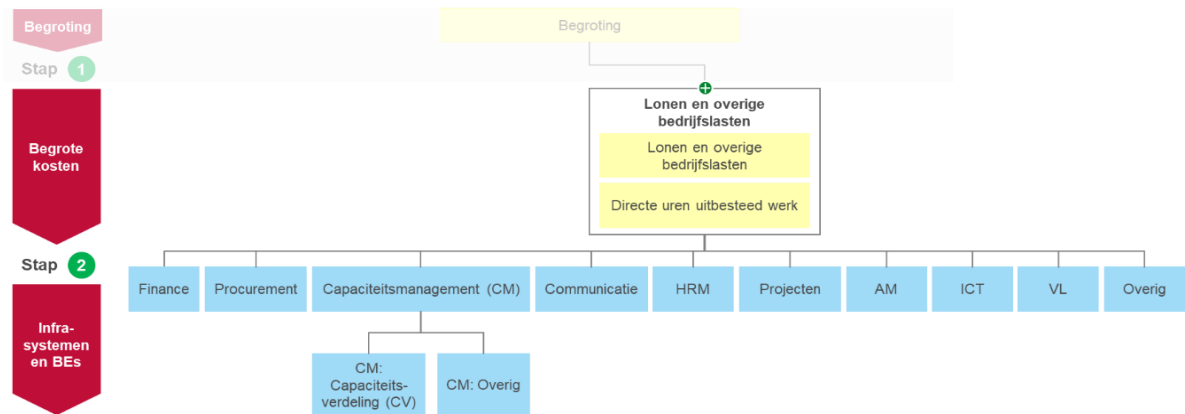 Begroting
Begroting
Stap 1
Lonen en overige
bedrijfslasten
Begrote
kosten
Lonen en overige
bedrijfslasten
Directe uren uitbesteed werk
Stap 2
Finance
Procurement
Capaciteitsmanagement (CM)
Communicatie
HRM
Projecten
AM
ICT
VL
Overig
Infra-
systemen
en BEs
CM:
Capaciteits-
verdeling (CV)
CM: Overig